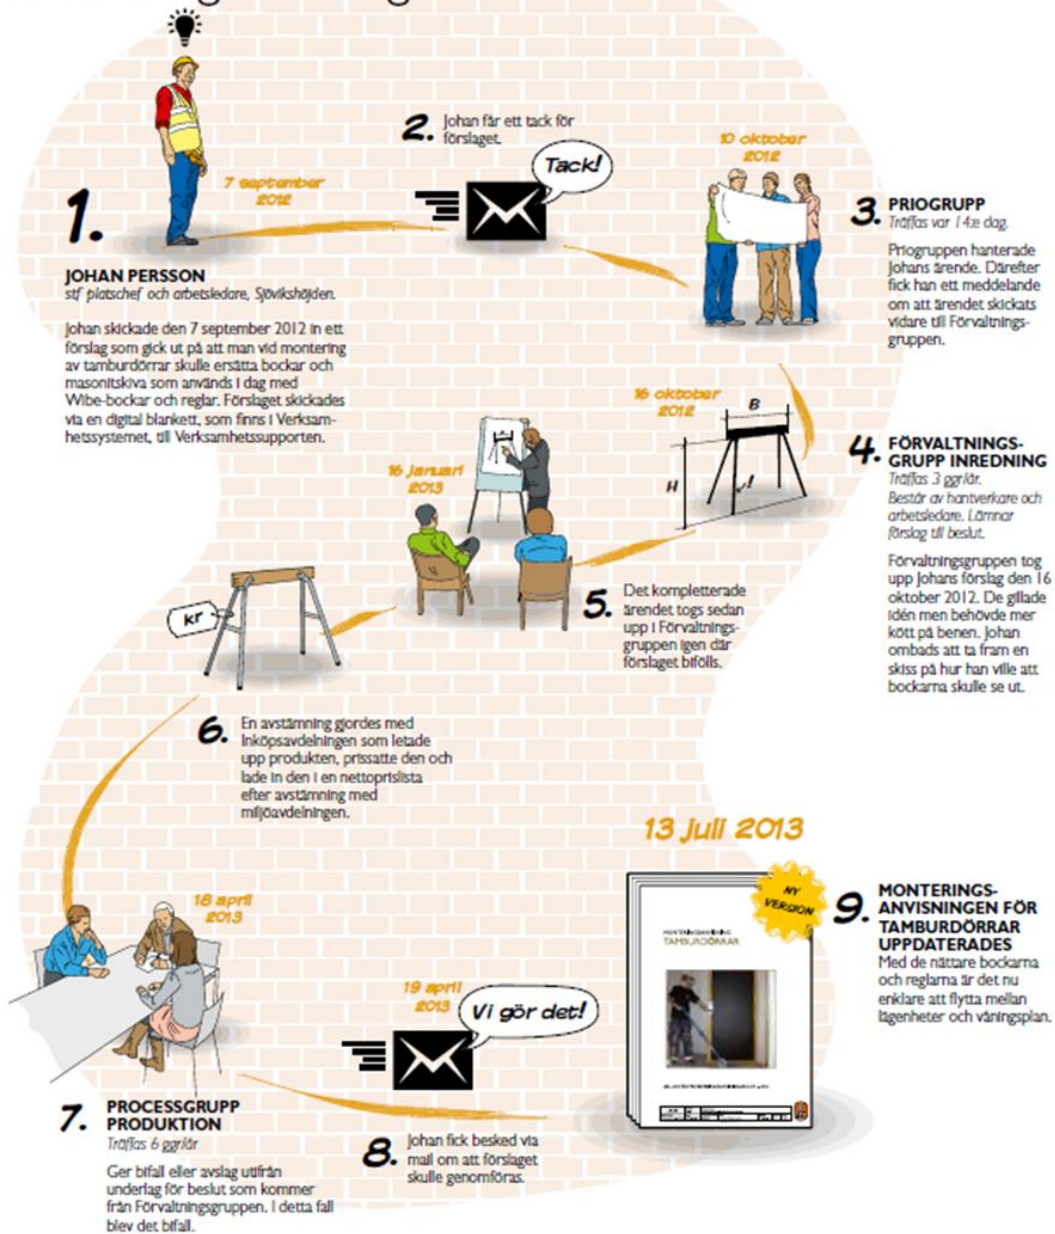 7 september
2012
1.
JOHAN PERSSON
stf platschef och arbetsledare, Sjövikshöjden.
Johan skickade den 7 september 2012 in ett
förslag som gick ut på att man vid montering
av tamburdörrar skulle ersätta bockar och
masonitskiva som används i dag med
Wibe-bockar och reglar. Förslaget skickades
via en digital blankett, som finns i Verksam-
hetssystemet, till Verksamhetssupporten.
2. Johan får ett tack för
förslaget.
Tack!
10 oktober
2012
3. PRIOGRUPP
Träffas var 14:e dag.
Priogruppen hanterade
Johans ärende. Därefter
fick han ett meddelande
om att ärendet skickats
vidare till Förvaltnings-
gruppen.
16 oktober
2012
B
H
!
4. FÖRVALTNINGS-
GRUPP INREDNING
Träffas 3 ggr/år.
Består av hantverkare och
arbetsledare. Lämnar
förslag till beslut.
Förvaltningsgruppen tog
upp Johans förslag den 16
oktober 2012. De gillade
idén men behövde mer
kött på benen. Johan
ombads att ta fram en
skiss på hur han ville att
bockarna skulle se ut.
16 januari
2013
5. Det kompletterade
ärendet togs sedan
upp i Förvaltnings-
gruppen igen där
förslaget bifölls.
kr
6. En avstämning gjordes med
Inköpsavdelningen som letade
upp produkten, prissatte den och
lade in den i en nettoprislista
efter avstämning med
miljöavdelningen.
18 april
2013
7. PROCESSGRUPP
PRODUKTION
Träffas 6 ggr/år
Ger bifall eller avslag utifrån
underlag för beslut som kommer
från Förvaltningsgruppen. I detta fall
blev det bifall.
19 april
2013
Vi gör det!
8. Johan fick besked via
mail om att förslaget
skulle genomföras.
13 juli 2013
NY
VERSION
MONTERINGSANVISNING
TAMBURDÖRRAR
9. MONTERINGS-
ANVISNINGEN FÖR
TAMBURDÖRRAR
UPPDATERADES
Med de nättare bockarna
och reglarna är det nu
enklare att flytta mellan
lägenheter och våningsplan.